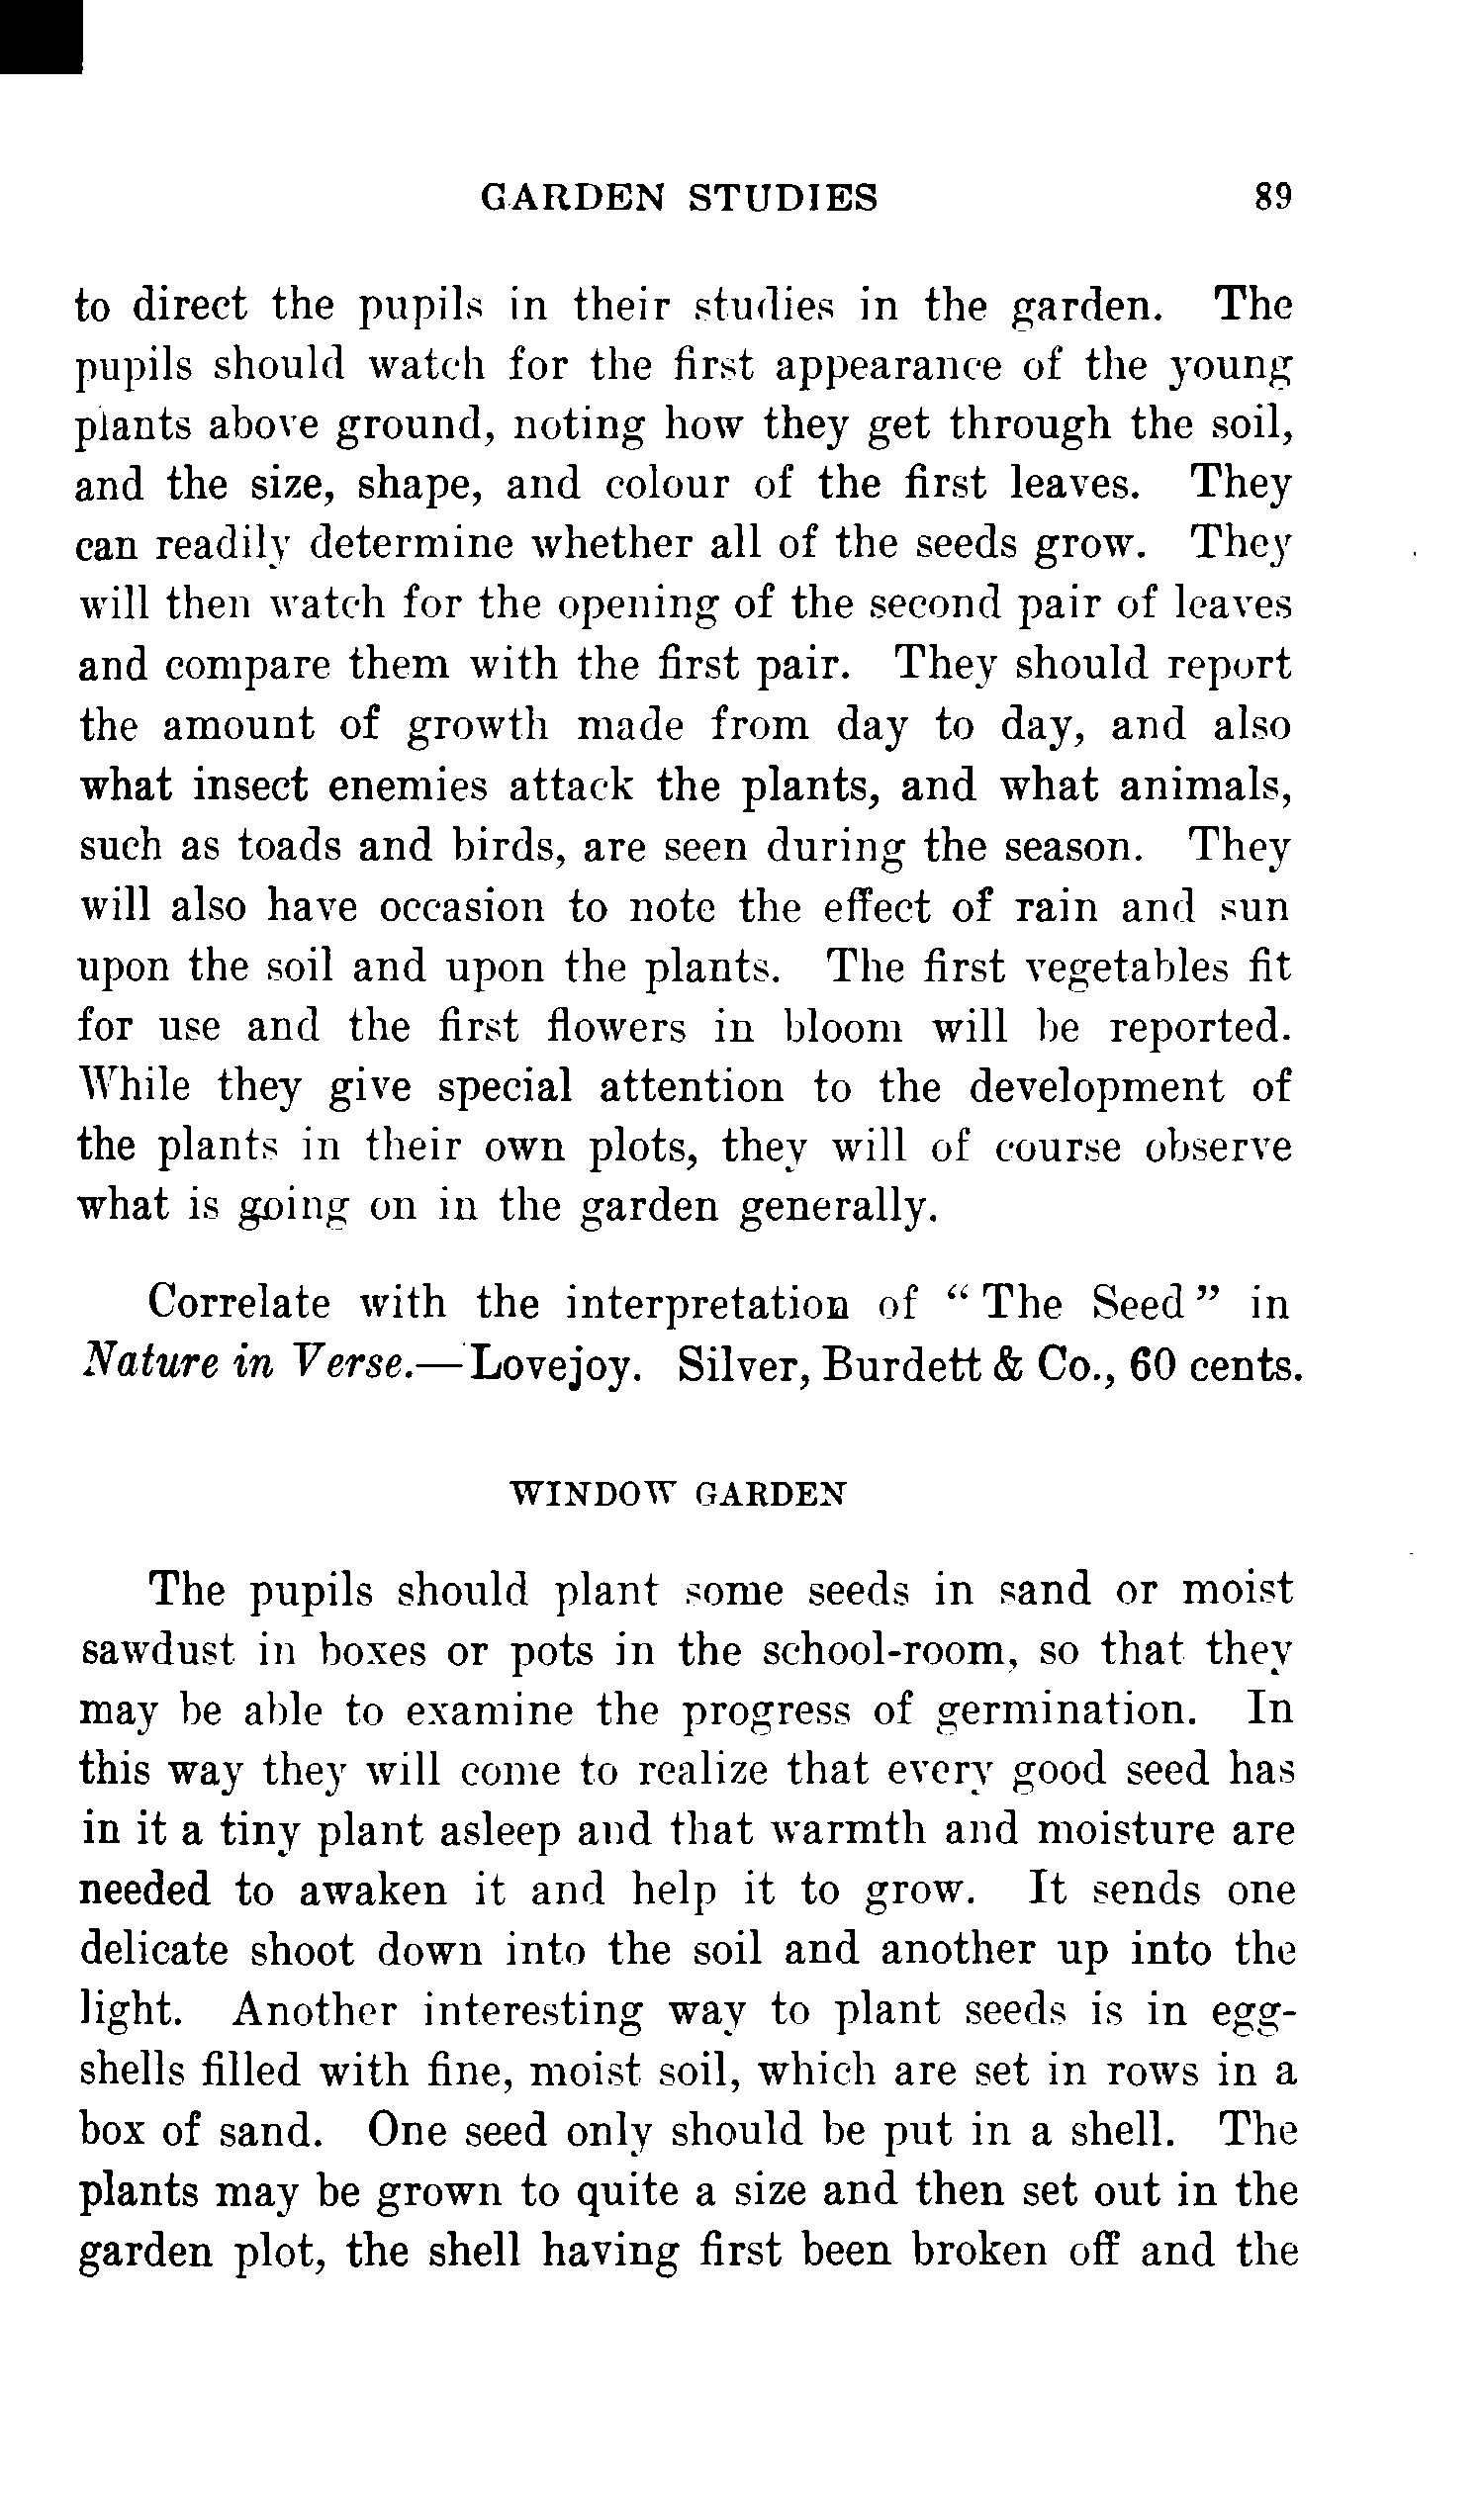 GARDEN STUDIES 89
to direct the pupils in their studies in the garden. The
pupils should watch for the first appearance of the young
plants above ground, noting how they get through the soil,
and the size, shape, and colour of the first leaves. They
can readily determine whether all of the seeds grow. They
will then watch for the opening of the second pair of leaves
and compare them with the first pair. They should report
the amount of growth made from day to day, and also
what insect enemies attack the plants, and what animals,
such as toads and birds, are seen during the season. They
will also have occasion to note the effect of rain and sun
upon the soil and upon the plants. The first vegetables fit
for use and the first flowers in bloom will be reported.
While they give special attention to the development of
the plants in their own plots, they will of course observe
what is going on in the garden generally.
Correlate with the interpretation of “The Seed” in
Nature in Verse.—Lovejoy. Silver, Burdett & Co., 60 cents.
WINDOW GARDEN
The pupils should plant some seeds in sand or moist
sawdust in boxes or pots in the school-room, so that they
may be able to examine the progress of germination. In
this way they will come to realize that every good seed has
in it a tiny plant asleep and that warmth and moisture are
needed to awaken it and help it to grow. It sends one
delicate shoot down into the soil and another up into the
light. Another interesting way to plant seeds is in egg-
shells filled with fine, moist soil, which are set in rows in a
box of sand. One seed only should be put in a shell. The
plants may be grown to quite a size and then set out in the
garden plot, the shell having first been broken off and the